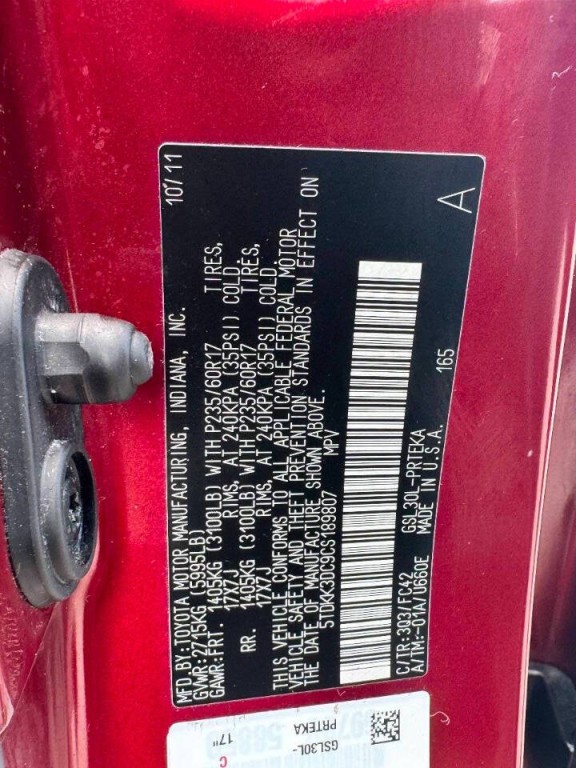 MFD.BY:TOYOTA MOTOR MANUFACTURING, INDIANA, INC. 10/11
GVWR:2715KG (5995LB)
GAWR:FRT. 1405KG (3100LB) WITH P235/60R17 TIRES,
17X7J RIMS, AT 240KPA (35PSI) COLD
RR. 1405KG (3100LB) WITH P235/60R17 TIRES,
17X7J RIMS, AT 240KPA (35PSI) COLD.
THIS VEHICLE CONFORMS TO ALL APPLICABLE FEDERAL MOTOR
VEHICLE SAFETY AND THEFT PREVENTION STANDARDS IN EFFECT ON
THE DATE OF MANUFACTURE SHOWN ABOVE.
5TDKK3DC9CS189807 MPV
C/TR:3Q3/FC42 GSL30L-PRTEKA 165
A/TM:-01A/U660E MADE IN U.S.A. A
GSL30L-
PRTEKA
17"
C